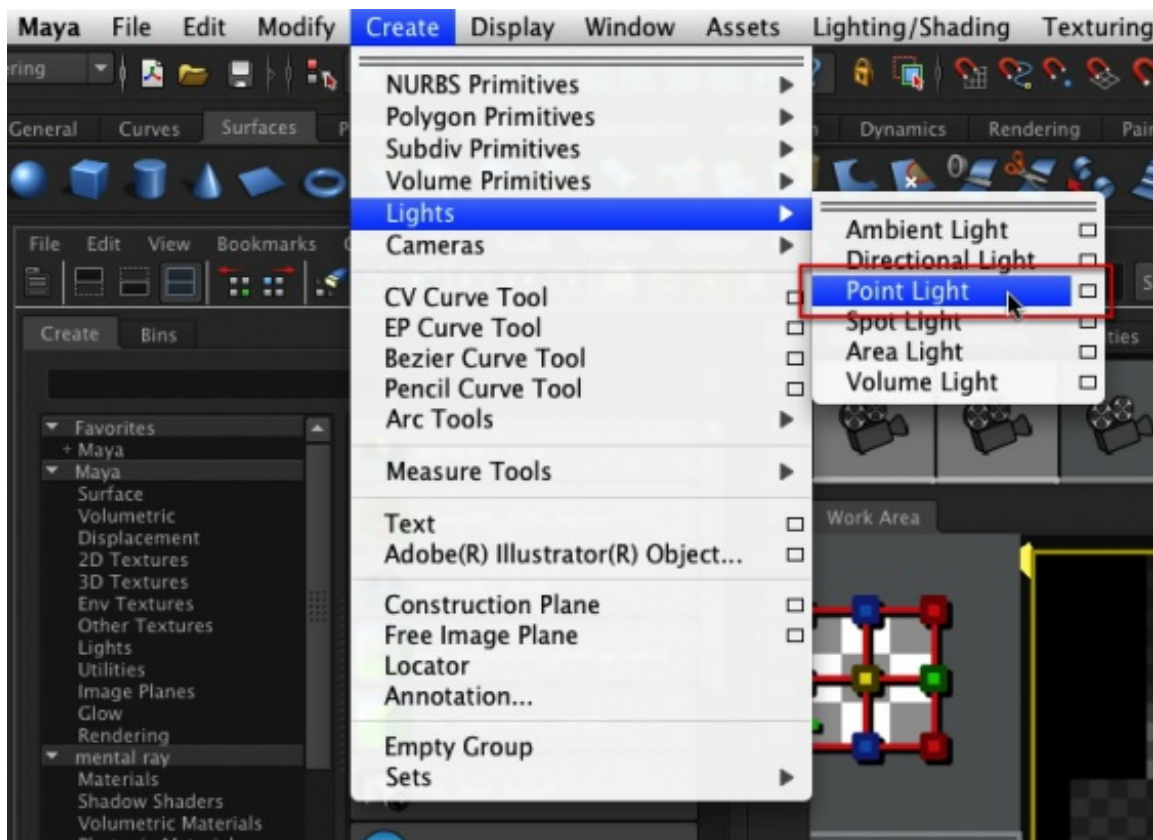 Maya File Edit Modify Create Display Window Assets Lighting/Shading Texturing
ring
General Curves Surfaces
Dynamics Rendering
NURBS Primitives
Polygon Primitives
Subdiv Primitives
Volume Primitives
Lights
Cameras
CV Curve Tool
EP Curve Tool
Bezier Curve Tool
Pencil Curve Tool
Arc Tools
Measure Tools
Text
Adobe(R) Illustrator(R) Object...
Construction Plane
Free Image Plane
Locator
Annotation...
Empty Group
Sets
Ambient Light
Directional Light
Point Light
Spot Light
Area Light
Volume Light
File Edit View Bookmarks
Create Bins
Favorites
+ Maya
Maya
Surface
Volumetric
Displacement
2D Textures
3D Textures
Env Textures
Other Textures
Lights
Utilities
Image Planes
Glow
Rendering
mental ray
Materials
Shadow Shaders
Volumetric Materials
ties
Work Area